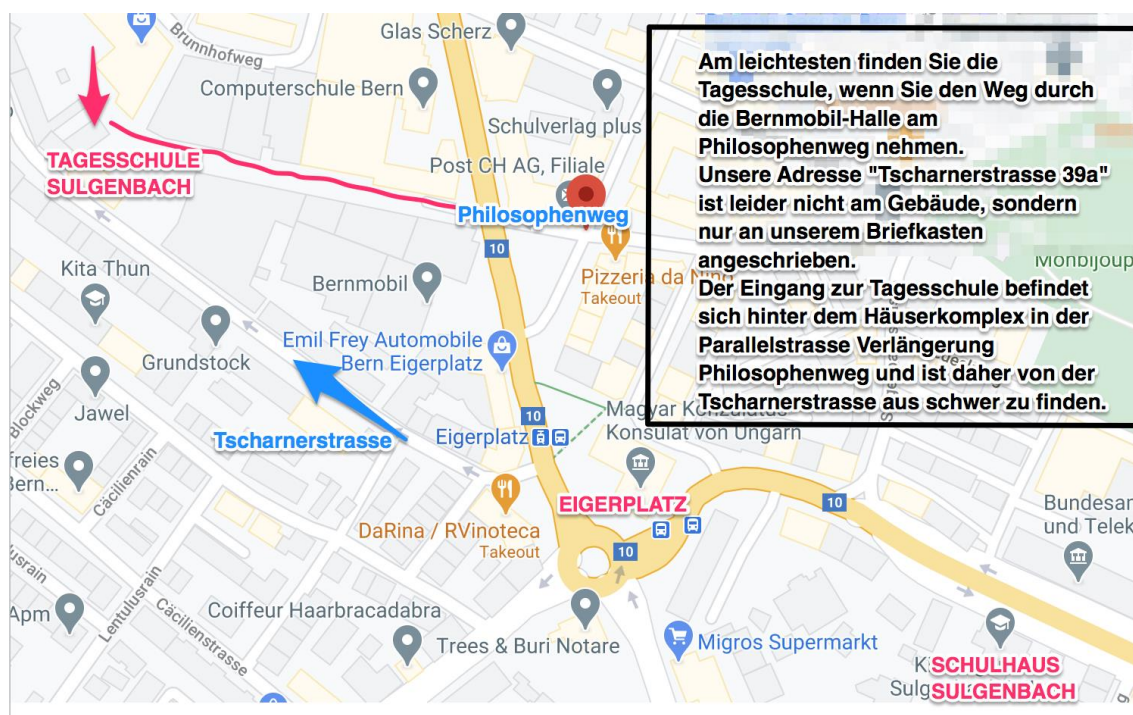 Brunnhofweg
Glas Scherz
Computerschule Bern
Schulverlag plus
TAGESSCHULE
SULGENBACH
Post CH AG, Filiale
Philosophenweg
10
Kita Thun
Bernmobil
Pizzeria da Nino
Takeout
Grundstock
Emil Frey Automobile
Bern Eigerplatz
Am leichtesten finden Sie die
Tagesschule, wenn Sie den Weg durch
die Bernmobil-Halle am
Philosophenweg nehmen.
Unsere Adresse "Tscharnerstrasse 39a"
ist leider nicht am Gebäude, sondern
nur an unserem Briefkasten
angeschrieben.
Der Eingang zur Tagesschule befindet
sich hinter dem Häuserkomplex in der
Parallelstrasse Verlängerung
Philosophenweg und ist daher von der
Tscharnerstrasse aus schwer zu finden.
Monbijoup
Blockweg
Jawel
Tscharnerstrasse
10
Eigerplatz
Magyar
Konsulat von Ungarn
freies
Bern...
Cäcilienrain
DaRina / RVinoteca
Takeout
EIGERPLATZ
10
10
Bundesar
und Telek
Apm
Lentulusrain
Cäcilienstrasse
Coiffeur Haarbracadabra
Trees & Buri Notare
Migros Supermarkt
SCHULHAUS
SULGENBACH